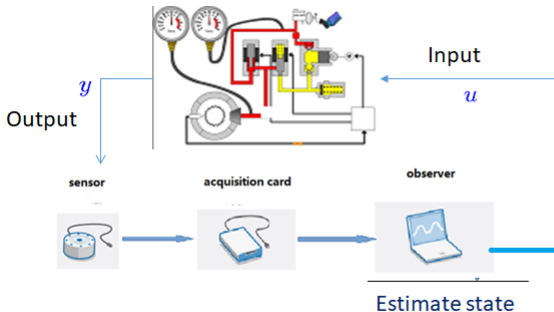 Input
y
u
Output
sensor
acquisition card
observer
Estimate state